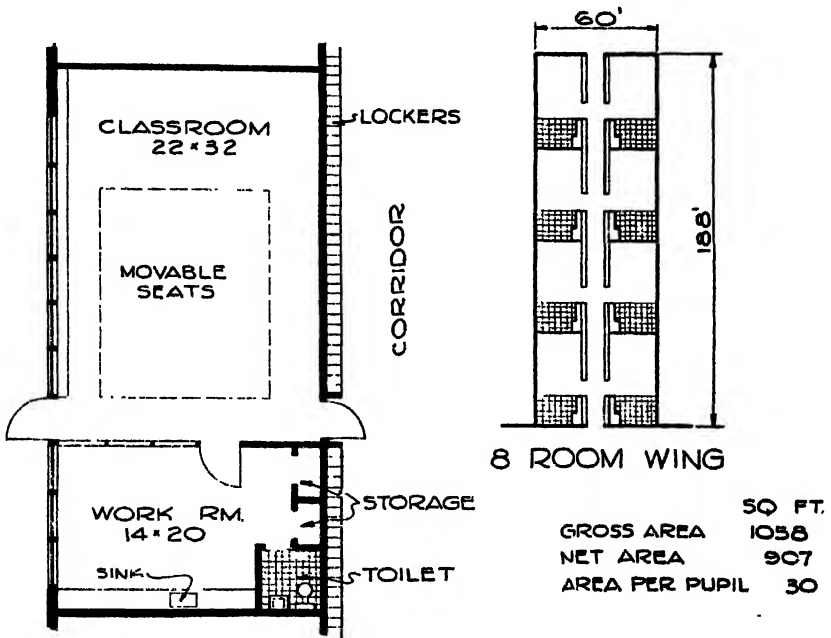 CLASSROOM
22 x 32
LOCKERS
MOVABLE
SEATS
CORRIDOR
WORK RM.
14 x 20
SINK
STORAGE
TOILET
60'
188'
8 ROOM WING
SQ FT.
GROSS AREA 1058
NET AREA 907
AREA PER PUPIL 30